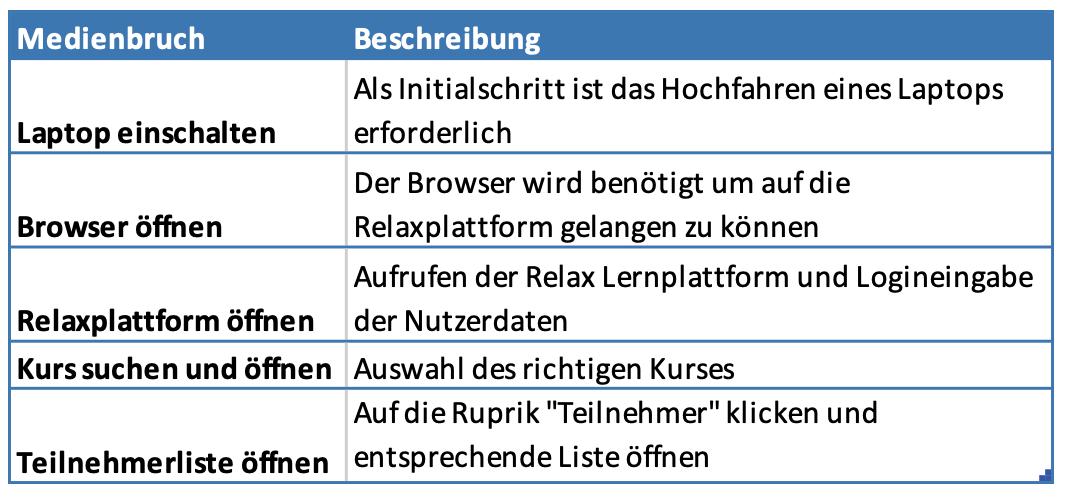 Medienbruch Beschreibung
Als Initialschritt ist das Hochfahren eines Laptops
Laptop einschalten erforderlich
Der Browser wird benötigt um auf die
Browser öffnen Relaxplattform gelangen zu können
Aufrufen der Relax Lernplattform und Logineingabe
Relaxplattform öffnen der Nutzerdaten
Kurs suchen und öffnen Auswahl des richtigen Kurses
Auf die Ruprik "Teilnehmer" klicken und
Teilnehmerliste öffnen entsprechende Liste öffnen